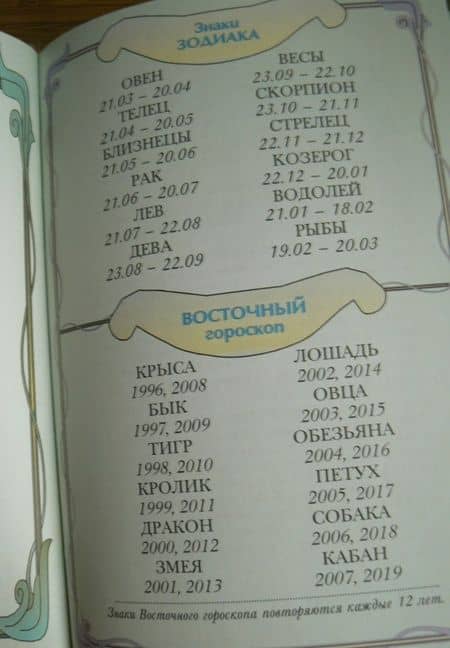 Знаки
ЗОДИАКА
ОВЕН
21.03 – 20.04
ТЕЛЕЦ
21.04 – 20.05
БЛИЗНЕЦЫ
21.05 – 20.06
РАК
21.06 – 20.07
ЛЕВ
21.07 – 22.08
ДЕВА
23.08 – 22.09
ВЕСЫ
23.09 – 22.10
СКОРПИОН
23.10 – 21.11
СТРЕЛЕЦ
22.11 – 21.12
КОЗЕРОГ
22.12 – 20.01
ВОДОЛЕЙ
21.01 – 18.02
РЫБЫ
19.02 – 20.03
ВОСТОЧНЫЙ
гороскоп
КРЫСА
1996, 2008
БЫК
1997, 2009
ТИГР
1998, 2010
КРОЛИК
1999, 2011
ДРАКОН
2000, 2012
ЗМЕЯ
2001, 2013
ЛОШАДЬ
2002, 2014
ОВЦА
2003, 2015
ОБЕЗЬЯНА
2004, 2016
ПЕТУХ
2005, 2017
СОБАКА
2006, 2018
КАБАН
2007, 2019
Знаки Восточного гороскопа повторяются каждые 12 лет.